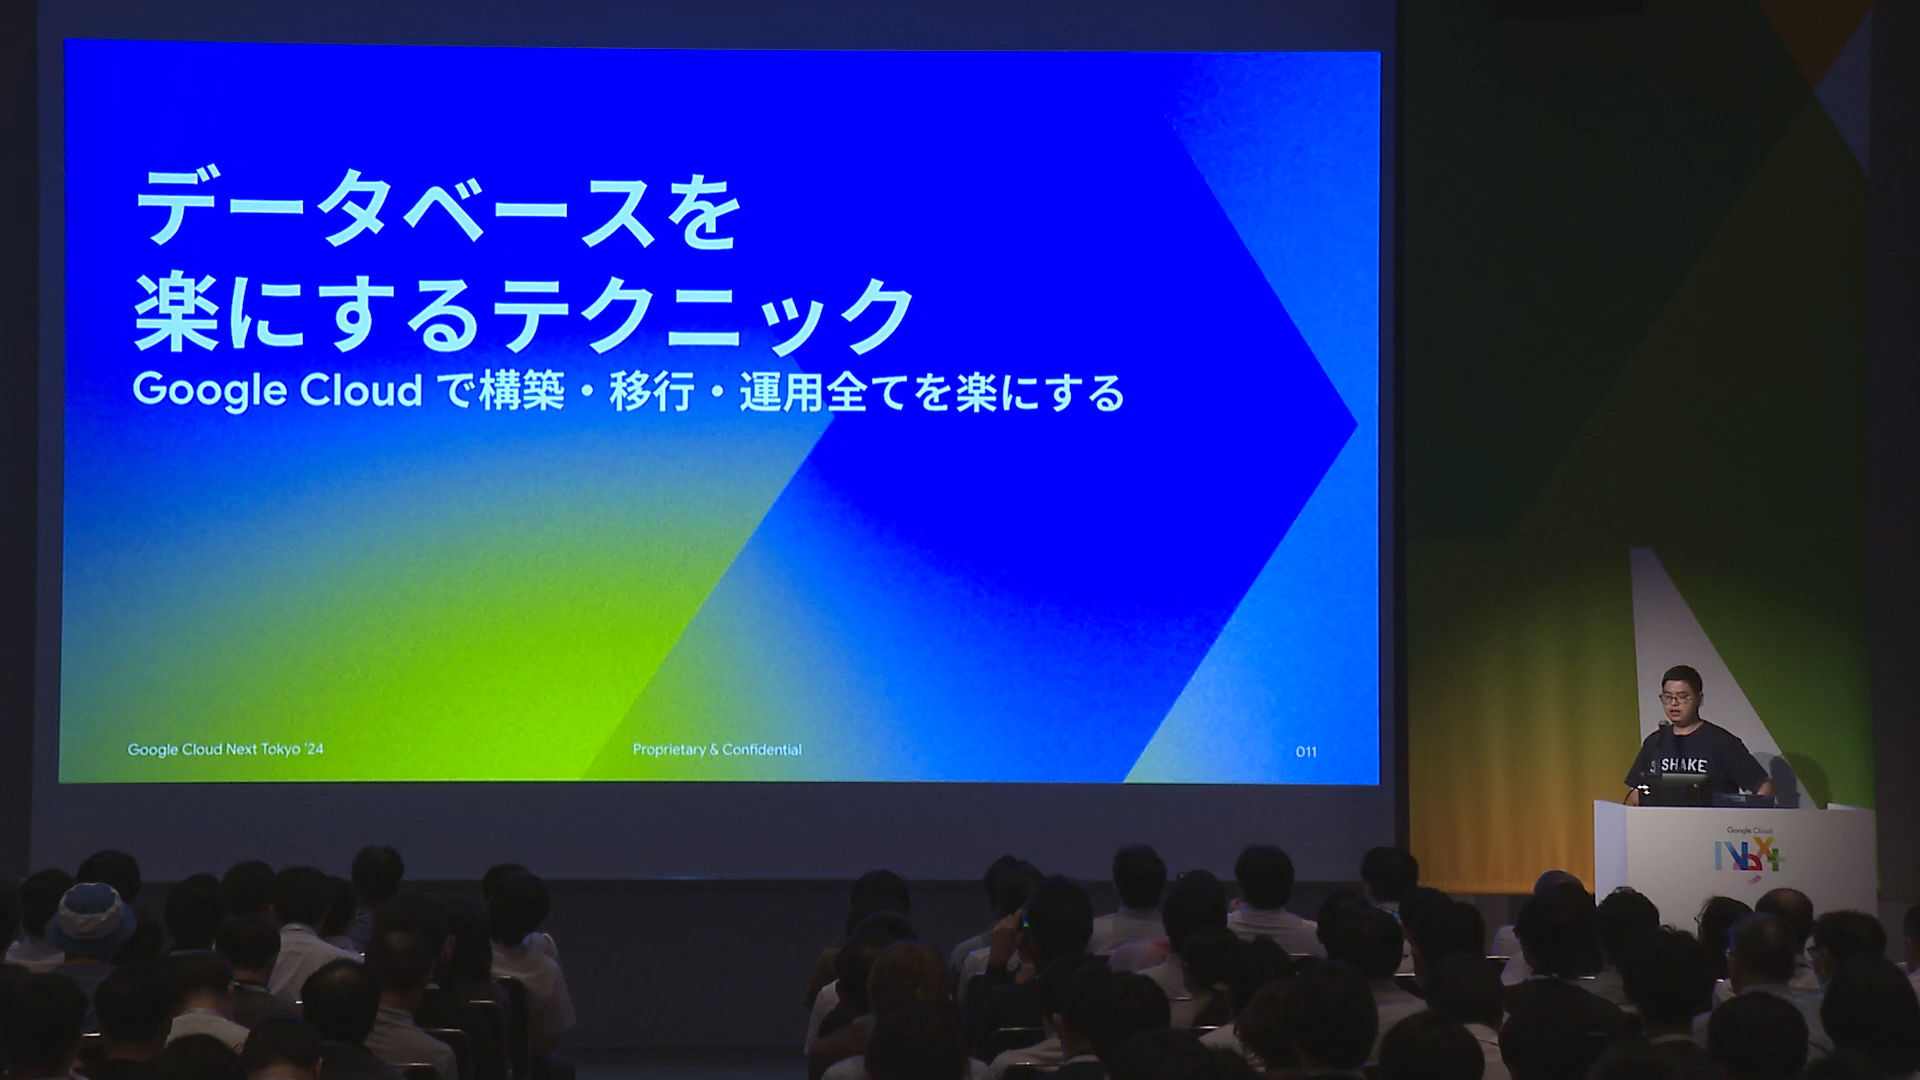 データベースを
楽にするテクニック
Google Cloud で構築・移行・運用全てを楽にする
Google Cloud Next Tokyo '24
Proprietary & Confidential
011
SHAKE
Google Cloud
Next